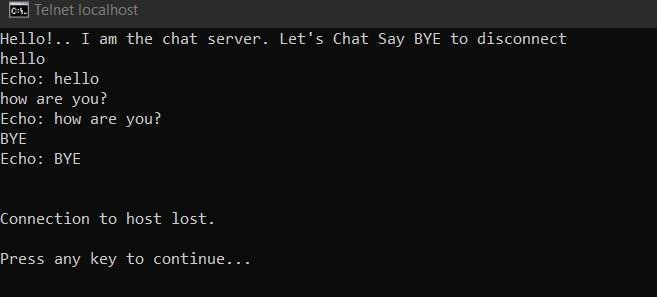 Telnet localhost
Hello!.. I am the chat server. Let's Chat Say BYE to disconnect
hello
Echo: hello
how are you?
Echo: how are you?
BYE
Echo: BYE
Connection to host lost.
Press any key to continue...